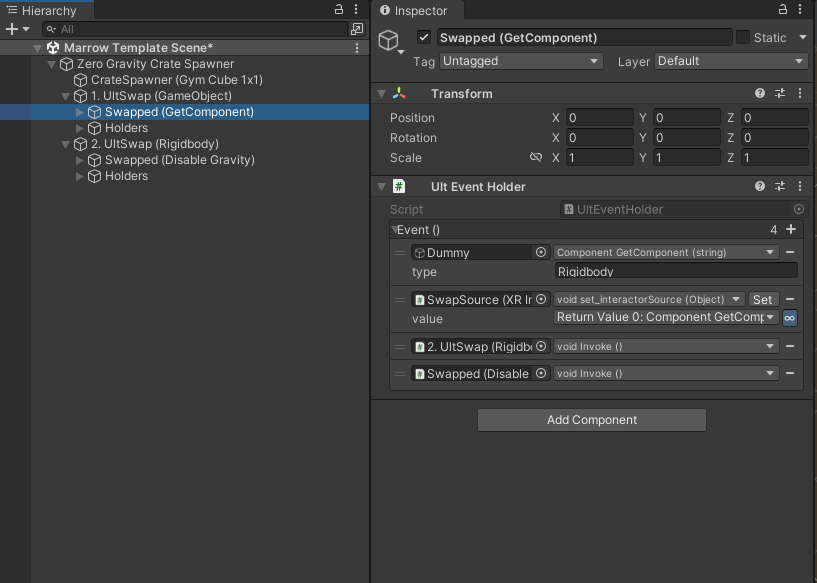 Hierarchy
All
Marrow Template Scene*
Zero Gravity Crate Spawner
CrateSpawner (Gym Cube 1x1)
1. UltSwap (GameObject)
Swapped (GetComponent)
Holders
2. UltSwap (Rigidbody)
Swapped (Disable Gravity)
Holders
Inspector
Swapped (GetComponent) Static
Tag Untagged Layer Default
Transform
Position X 0 Y 0 Z 0
Rotation X 0 Y 0 Z 0
Scale X 1 Y 1 Z 1
Ult Event Holder
Script UltEventHolder
Event () 4
Dummy Component GetComponent (string)
type Rigidbody
SwapSource (XR Ir void set_interactorSource (Object) Set
value Return Value 0: Component GetComp
2. UltSwap (Rigidb void Invoke ()
Swapped (Disable void Invoke ()
Add Component